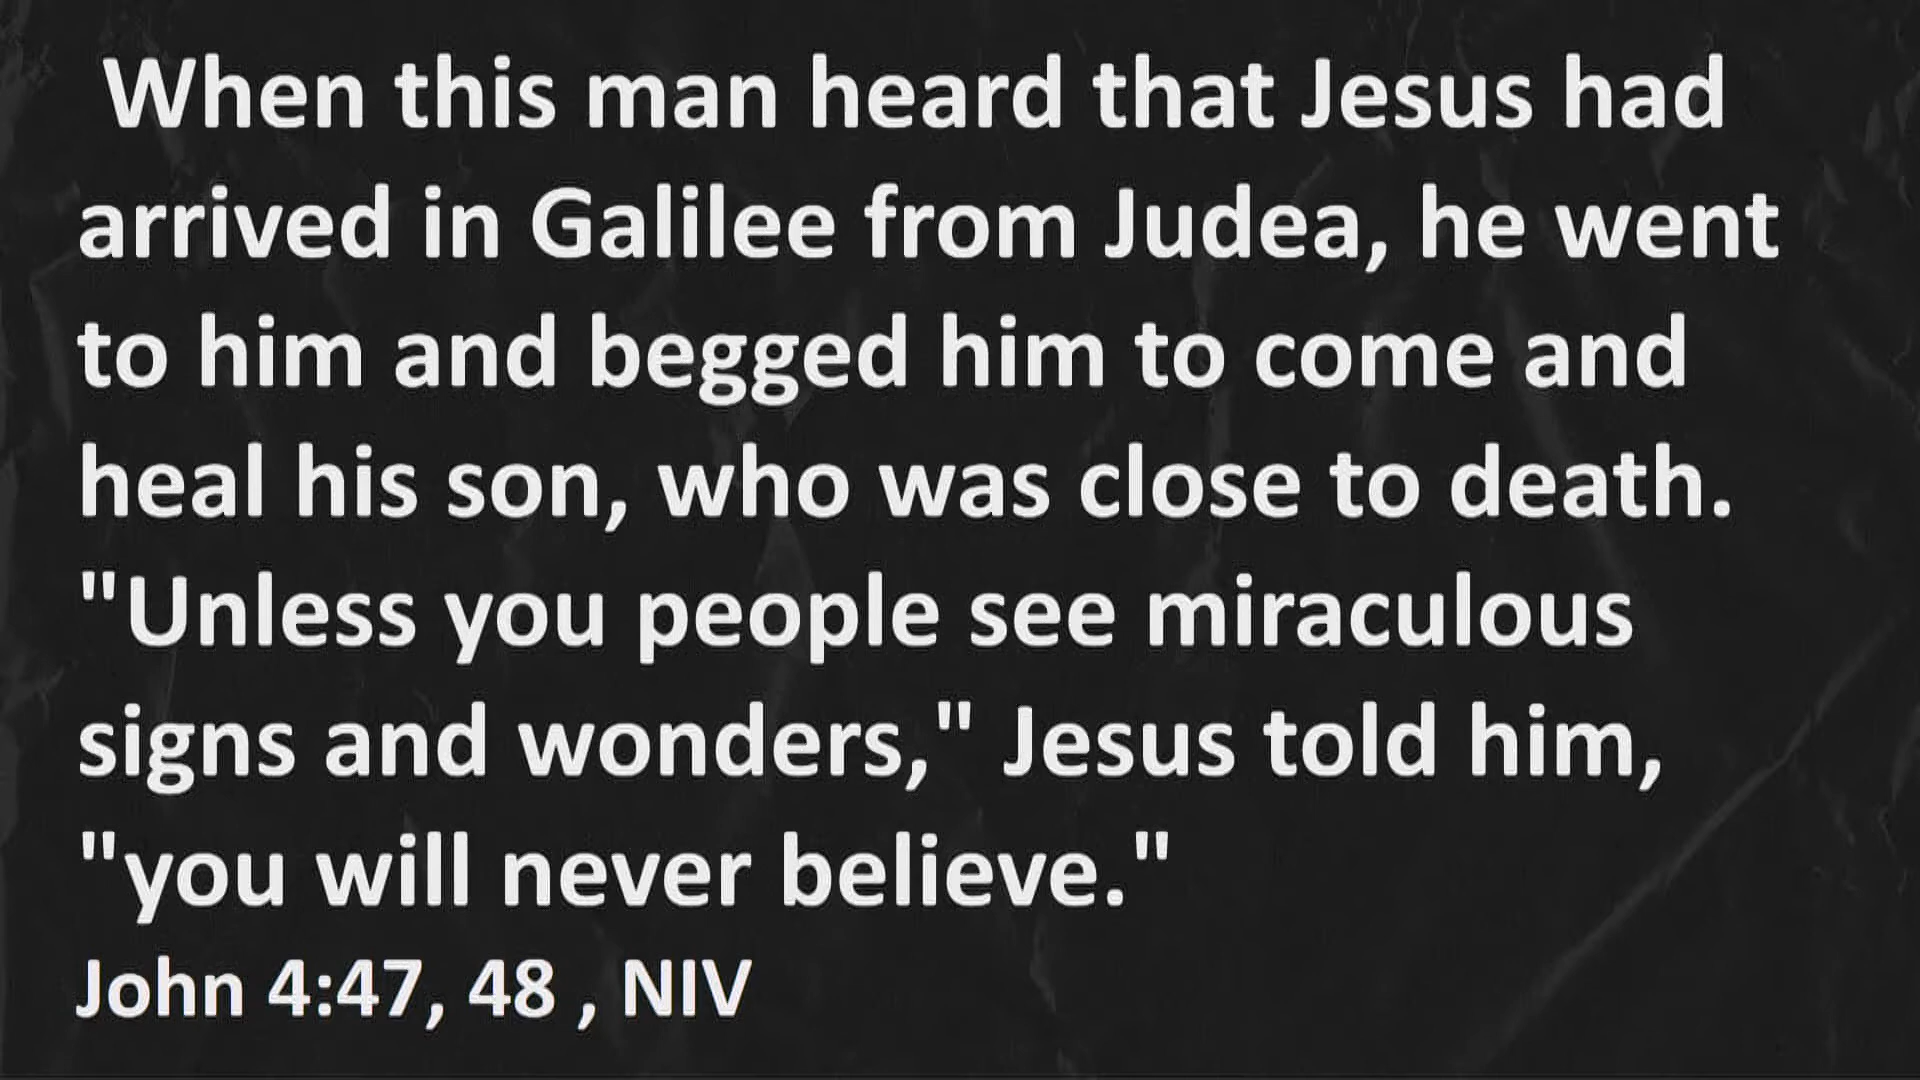 When this man heard that Jesus had
arrived in Galilee from Judea, he went
to him and begged him to come and
heal his son, who was close to death.
"Unless you people see miraculous
signs and wonders," Jesus told him,
"you will never believe."
John 4:47, 48 , NIV